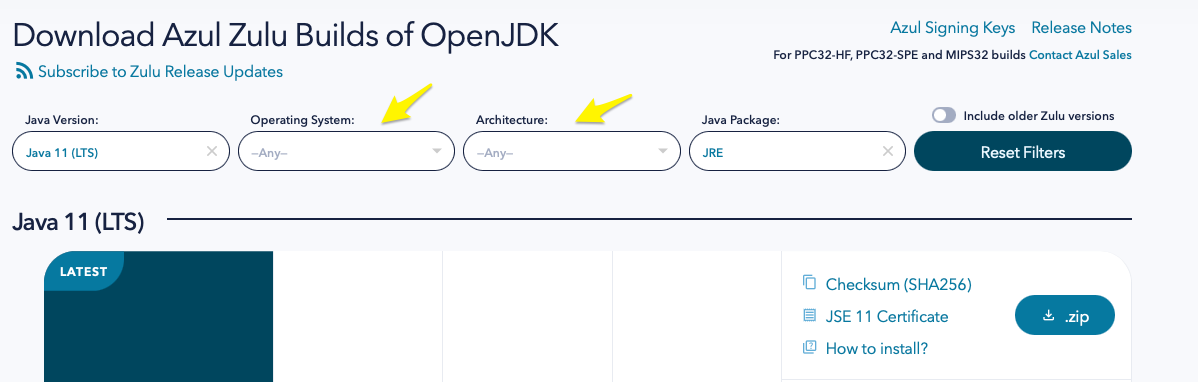 Download Azul Zulu Builds of OpenJDK
Azul Signing Keys Release Notes
For PPC32-HF, PPC32-SPE and MIPS32 builds Contact Azul Sales
Subscribe to Zulu Release Updates
Java Version: Operating System: Architecture: Java Package: Include older Zulu versions
Java 11 (LTS) –Any– –Any– JRE Reset Filters
Java 11 (LTS)
LATEST
Checksum (SHA256)
JSE 11 Certificate
.zip
How to install?